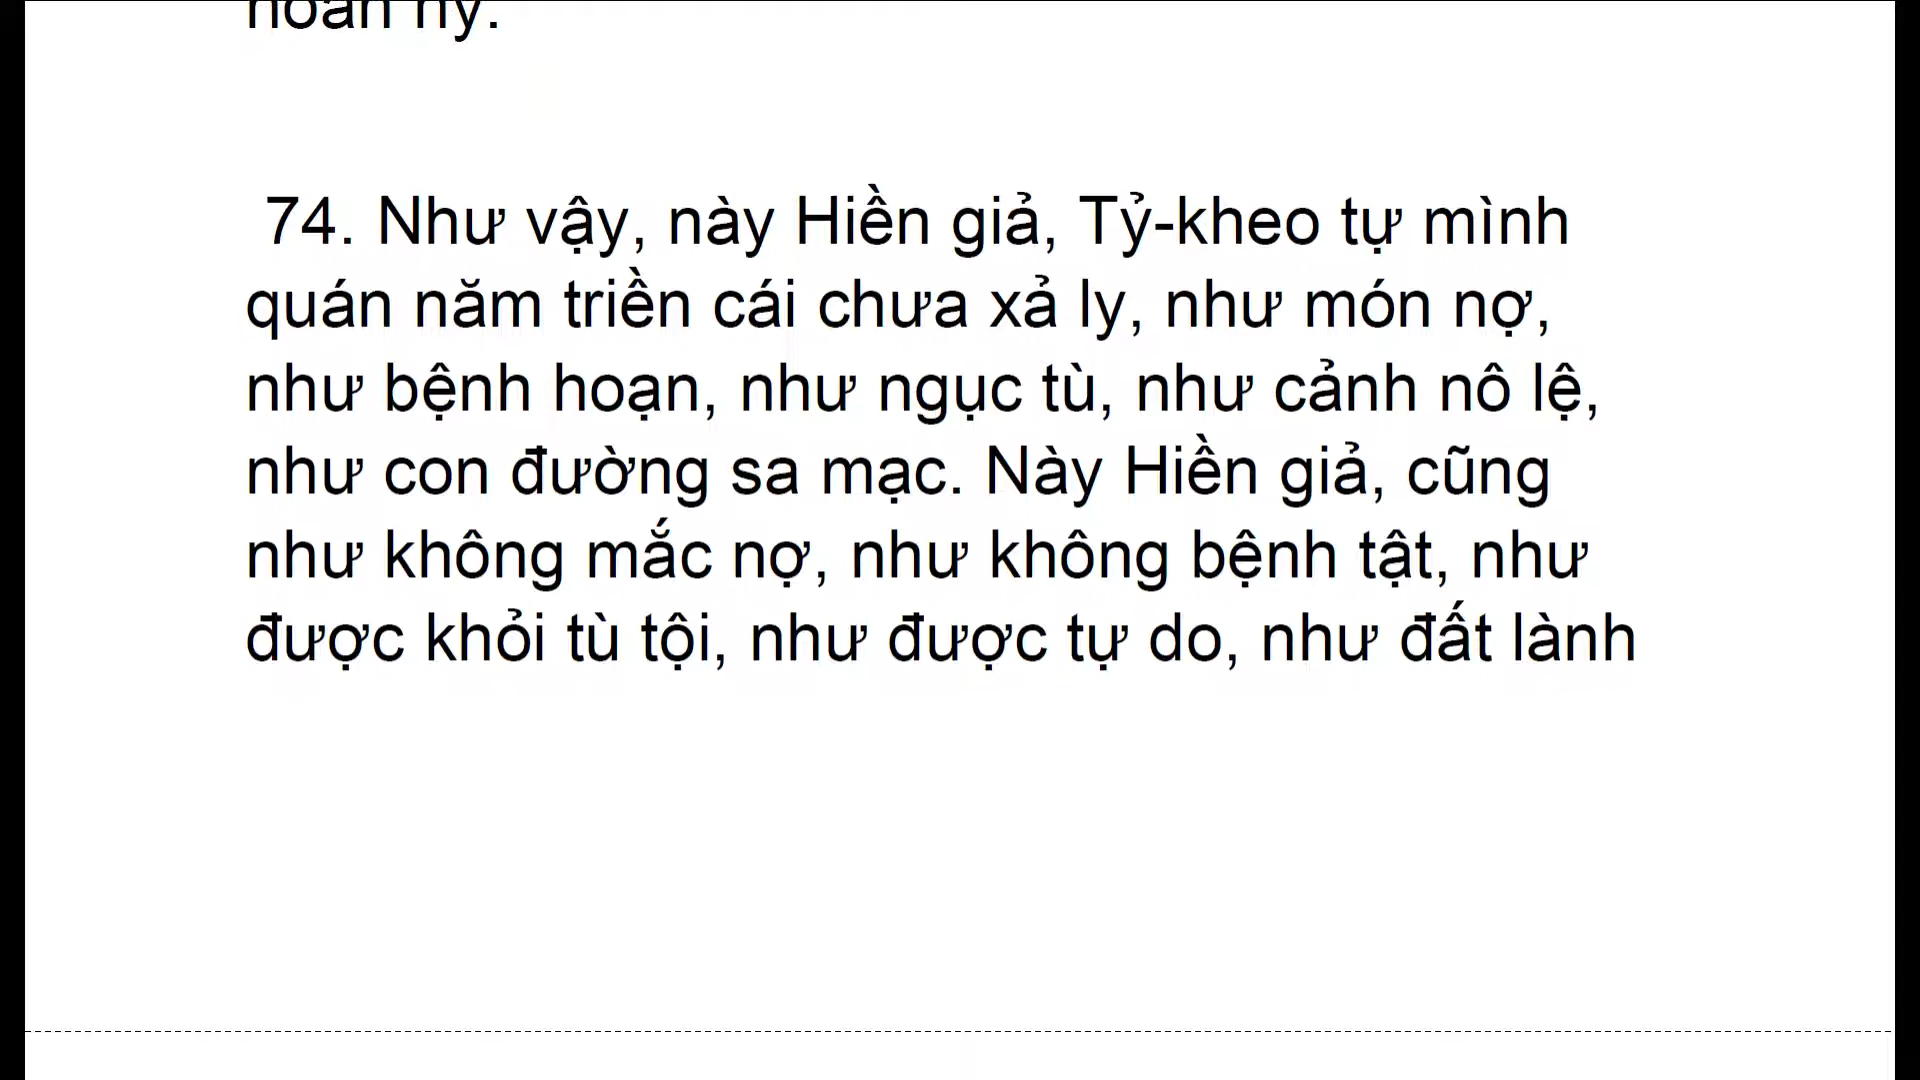 hoan hỷ.
74. Như vậy, này Hiền giả, Tỷ-kheo tự mình
quán năm triền cái chưa xả ly, như món nợ,
như bệnh hoạn, như ngục tù, như cảnh nô lệ,
như con đường sa mạc. Này Hiền giả, cũng
như không mắc nợ, như không bệnh tật, như
được khỏi tù tội, như được tự do, như đất lành